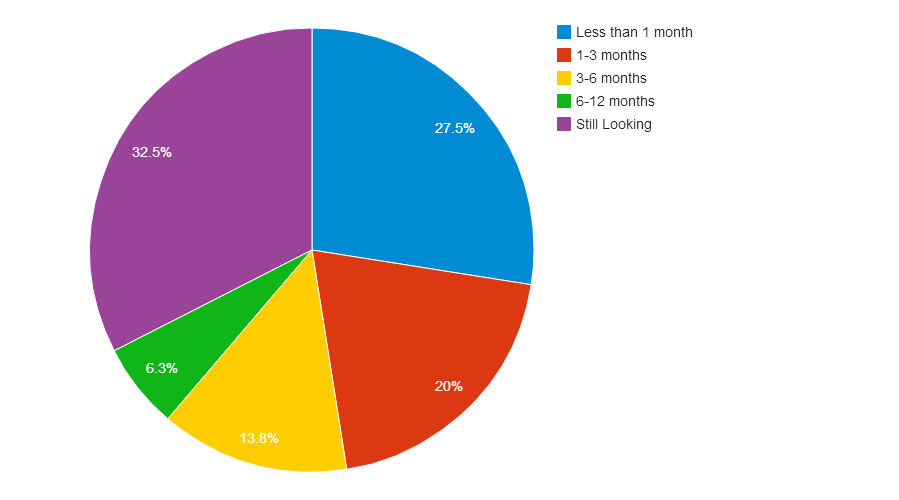 Less than 1 month
1-3 months
3-6 months
6-12 months
Still Looking
27.5%
32.5%
6.3%
20%
13.8%